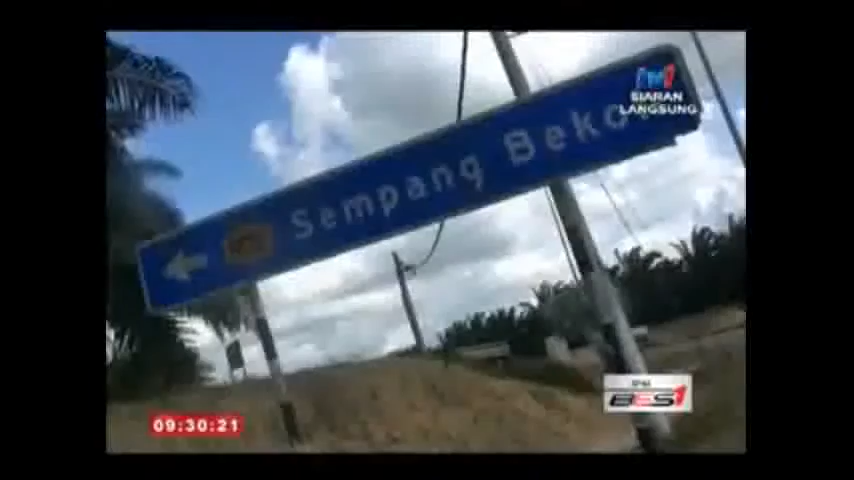 TV1
SIARAN
LANGSUNG
Sempang Beko
BES1
09:30:21